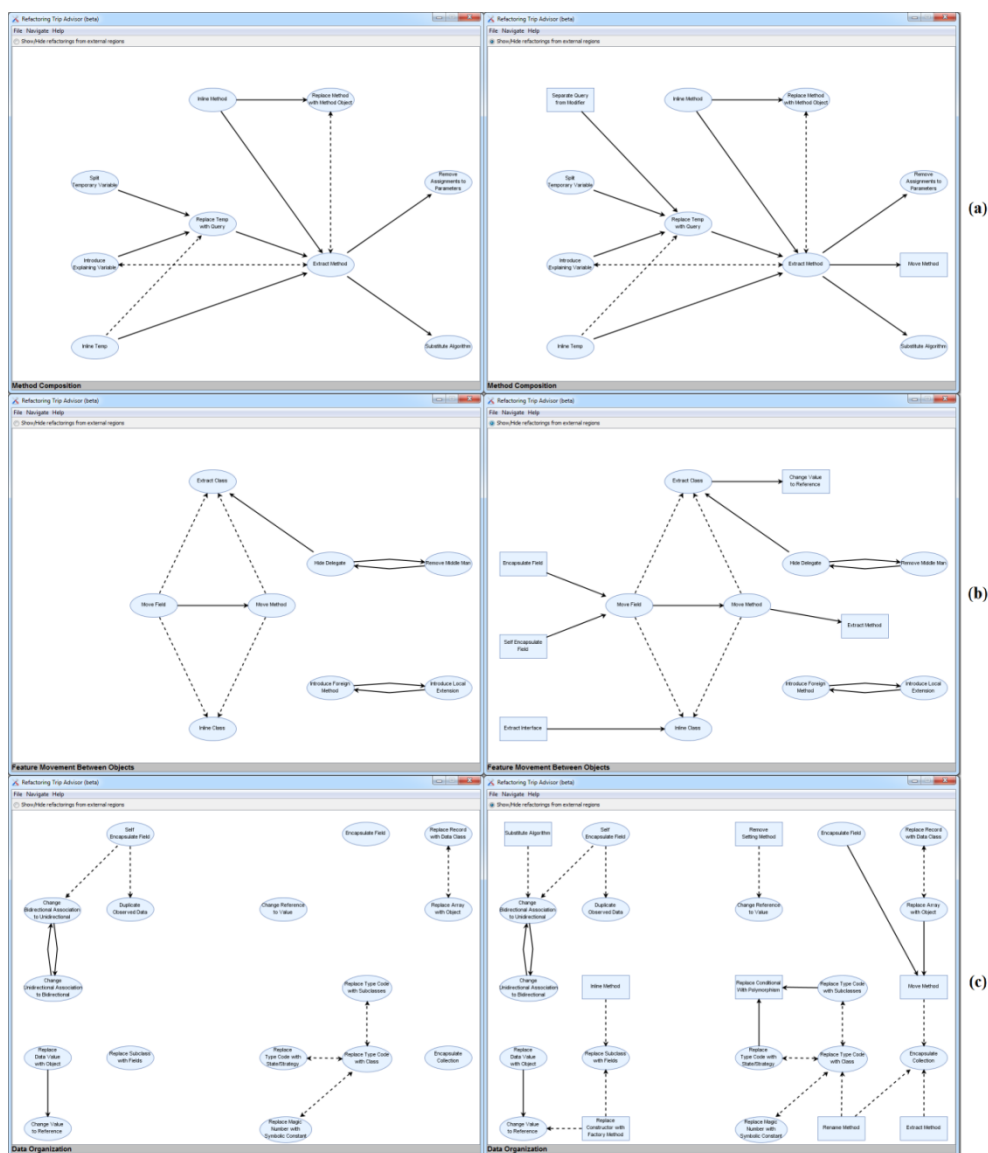 Refactoring Trip Advisor (beta)
File Navigate Help
Show/Hide refactorings from external regions
Inline Method
Replace Method
with Method Object
Split
Temporary Variable
Remove
Assignments to
Parameters
Replace Temp
with Query
Introduce
Explaining Variable
Extract Method
Inline Temp
Substitute Algorithm
Method Composition
Refactoring Trip Advisor (beta)
File Navigate Help
Show/Hide refactorings from external regions
Separate Query
from Modifier
Inline Method
Replace Method
with Method Object
Split
Temporary Variable
Remove
Assignments to
Parameters
Replace Temp
with Query
Introduce
Explaining Variable
Extract Method
Move Method
Inline Temp
Substitute Algorithm
Method Composition
(a)
Refactoring Trip Advisor (beta)
File Navigate Help
Show/Hide refactorings from external regions
Extract Class
Hide Delegate
Remove Middle Man
Move Field
Move Method
Introduce Foreign
Method
Introduce Local
Extension
Inline Class
Feature Movement Between Objects
Refactoring Trip Advisor (beta)
File Navigate Help
Show/Hide refactorings from external regions
Extract Class
Change Value
to Reference
Encapsulate Field
Hide Delegate
Remove Middle Man
Move Field
Move Method
Extract Method
Self Encapsulate
Field
Introduce Foreign
Method
Introduce Local
Extension
Extract Interface
Inline Class
Feature Movement Between Objects
(b)
Refactoring Trip Advisor (beta)
File Navigate Help
Show/Hide refactorings from external regions
Self
Encapsulate Field
Encapsulate Field
Replace Record
with Data Class
Change
Bidirectional Association
to Unidirectional
Duplicate
Observed Data
Change Reference
to Value
Replace Array
with Object
Change
Unidirectional Association
to Bidirectional
Replace Type Code
with Subclasses
Replace
Data Value
with Object
Replace Subclass
with Fields
Replace
Type Code with
State/Strategy
Replace Type Code
with Class
Encapsulate
Collection
Change Value
to Reference
Replace Magic
Number with
Symbolic Constant
Data Organization
Refactoring Trip Advisor (beta)
File Navigate Help
Show/Hide refactorings from external regions
Substitute Algorithm
Self
Encapsulate Field
Remove
Setting Method
Encapsulate Field
Replace Record
with Data Class
Change
Bidirectional Association
to Unidirectional
Duplicate
Observed Data
Change Reference
to Value
Replace Array
with Object
Change
Unidirectional Association
to Bidirectional
Inline Method
Replace Conditional
With Polymorphism
Replace Type Code
with Subclasses
Move Method
Replace
Data Value
with Object
Replace Subclass
with Fields
Replace
Type Code with
State/Strategy
Replace Type Code
with Class
Encapsulate
Collection
Change Value
to Reference
Replace
Constructor with
Factory Method
Replace Magic
Number with
Symbolic Constant
Rename Method
Extract Method
Data Organization
(c)